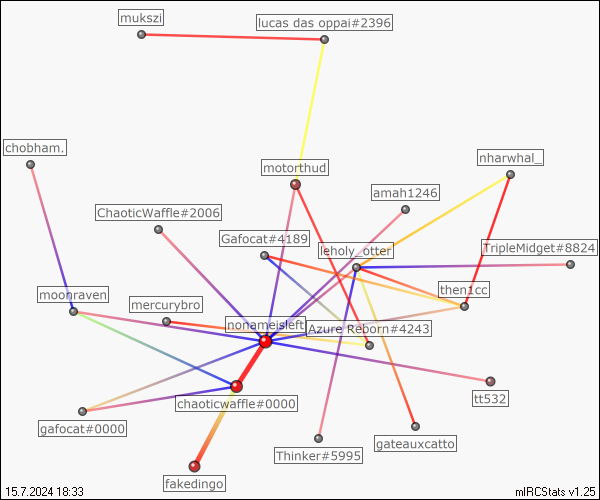 mukszi
lucas das oppai#2396
chobham.
nharwhal_
motorthud
amah1246
ChaoticWaffle#2006
Gafocat#4189
leholy_otter
TripleMidget#8824
moonraven
then1cc
mercurybro
nonameisleft
Azure Reborn#4243
tt532
chaoticwaffle#0000
gafocat#0000
gateauxcatto
Thinker#5995
fakedingo
15.7.2024 18:33
mIRCStats v1.25